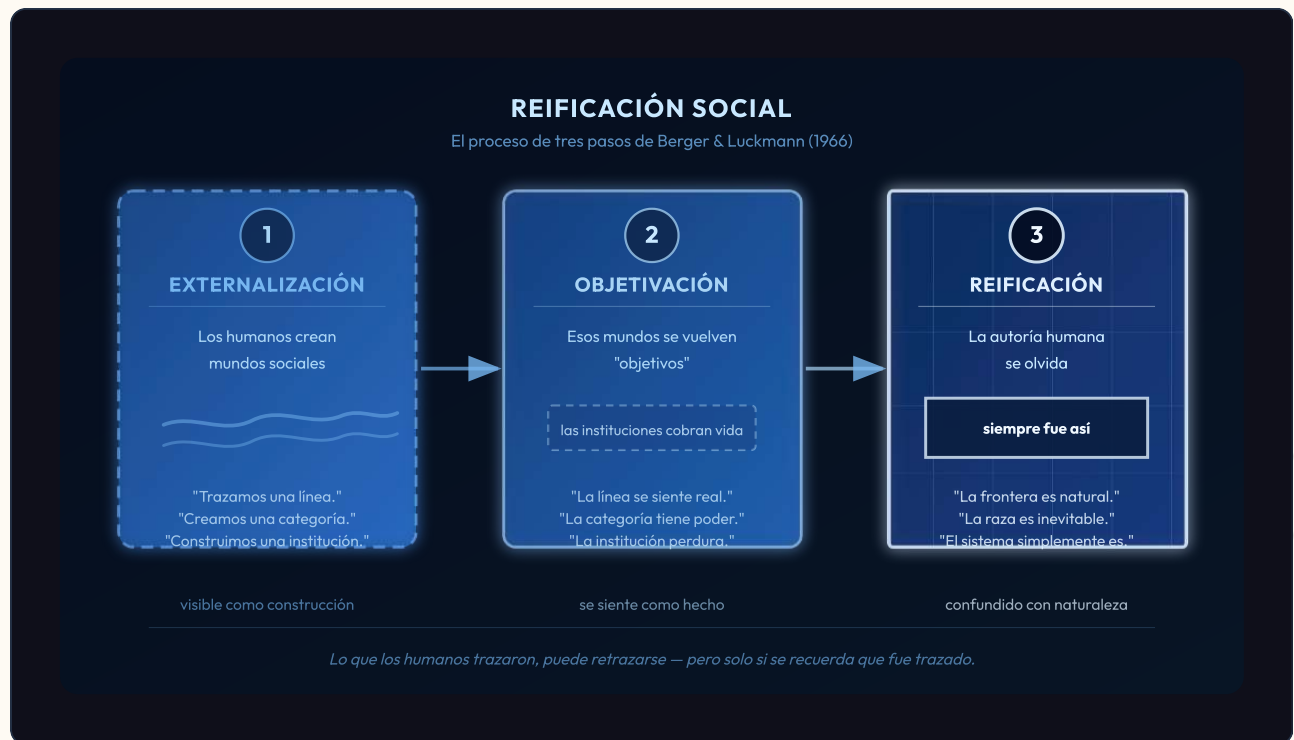 REIFICACIÓN SOCIAL
El proceso de tres pasos de Berger & Luckmann (1966)
1
EXTERNALIZACIÓN
Los humanos crean
mundos sociales
"Trazamos una línea."
"Creamos una categoría."
"Construimos una institución."
visible como construcción
2
OBJETIVACIÓN
Esos mundos se vuelven
"objetivos"
las instituciones cobran vida
"La línea se siente real."
"La categoría tiene poder."
"La institución perdura."
se siente como hecho
3
REIFICACIÓN
La autoría humana
se olvida
siempre fue así
"La frontera es natural."
"La raza es inevitable."
"El sistema simplemente es."
confundido con naturaleza
Lo que los humanos trazaron, puede retrazarse — pero solo si se recuerda que fue trazado.